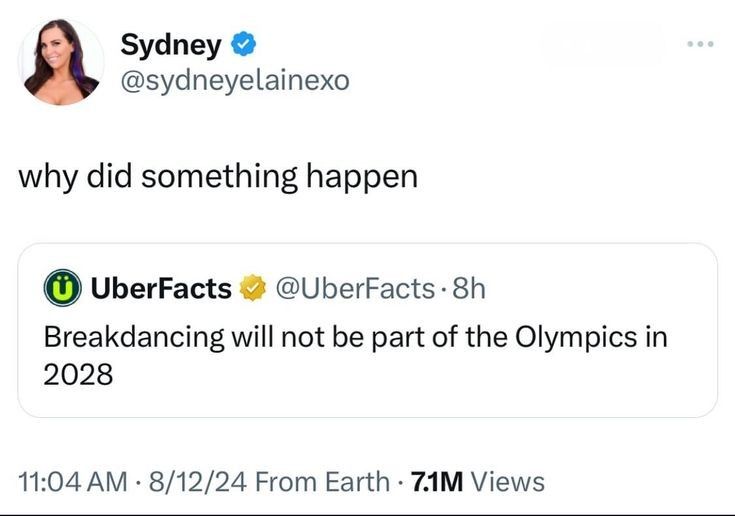 Sydney
@sydneyelainexo
why did something happen
Ü UberFacts @UberFacts · 8h
Breakdancing will not be part of the Olympics in
2028
11:04 AM · 8/12/24 From Earth · 7.1M Views